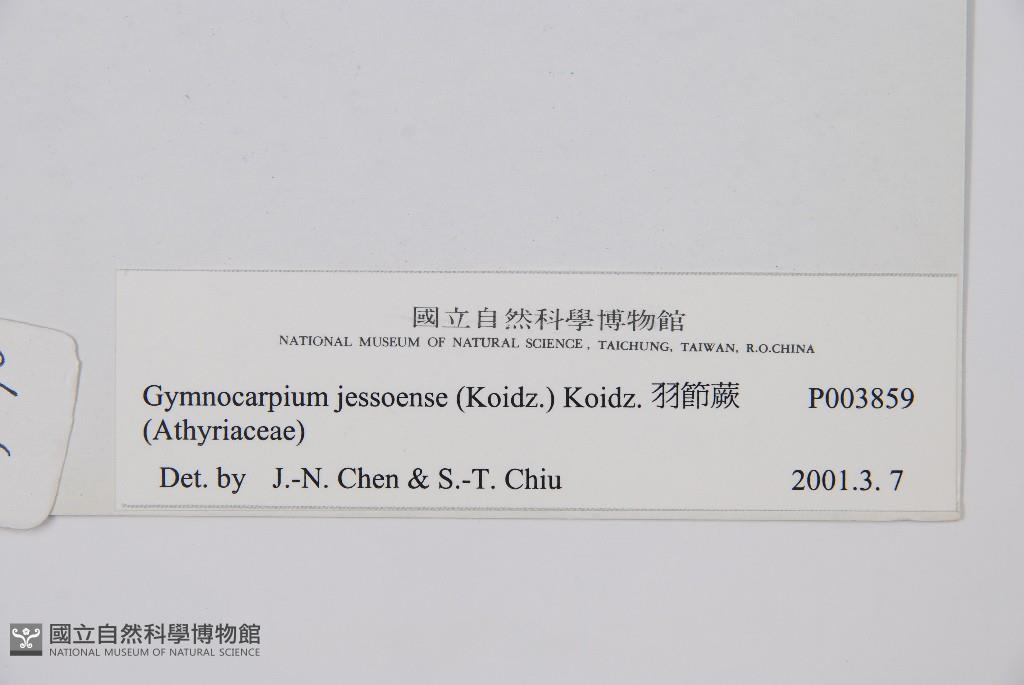 國立自然科學博物館
NATIONAL MUSEUM OF NATURAL SCIENCE, TAICHUNG, TAIWAN, R.O.CHINA
Gymnocarpium jessoense (Koidz.) Koidz. 羽節蕨 P003859
(Athyriaceae)
Det. by J.-N. Chen & S.-T. Chiu 2001.3. 7
國立自然科學博物館
NATIONAL MUSEUM OF NATURAL SCIENCE